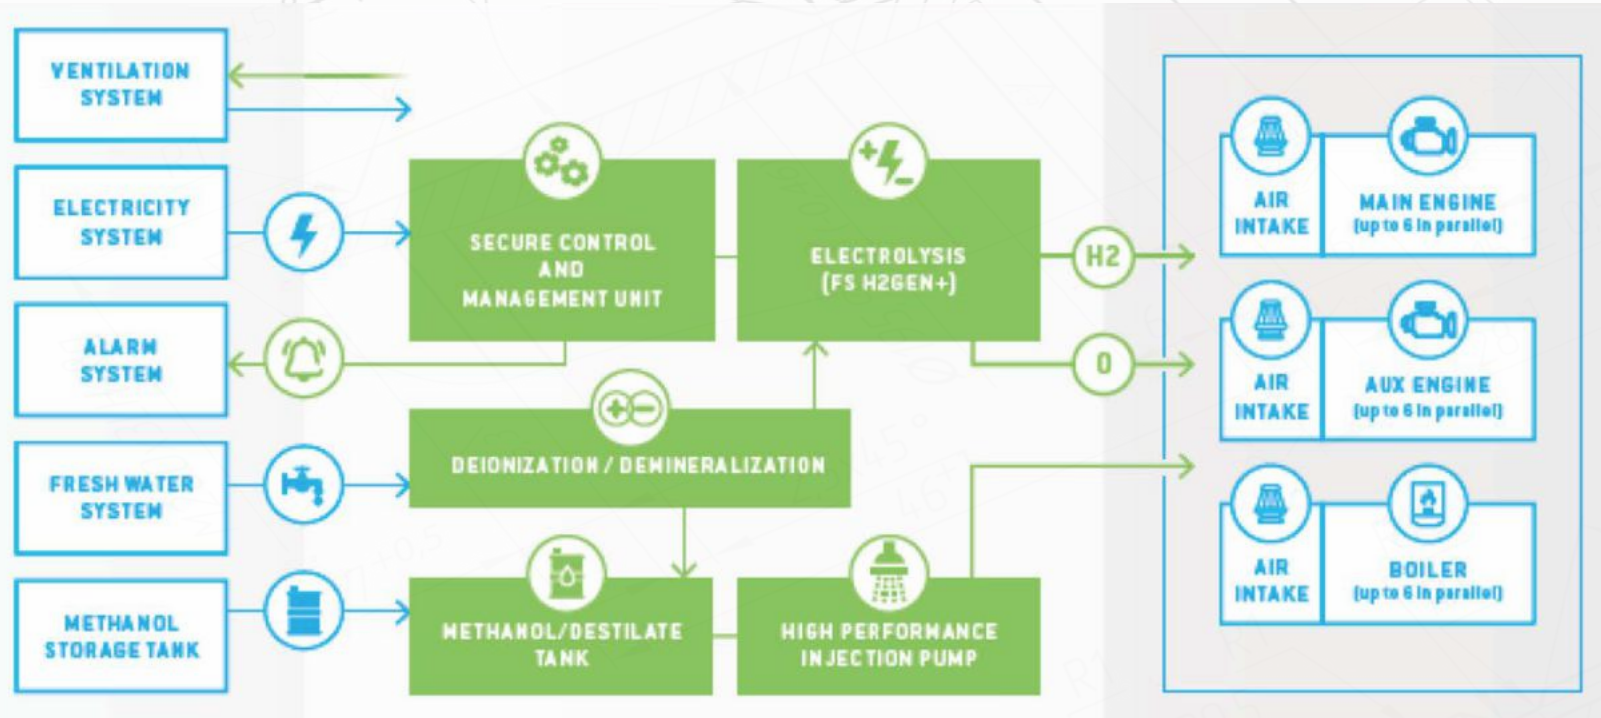 VENTILATION
SYSTEM
ELECTRICITY
SYSTEM
ALARM
SYSTEM
FRESH WATER
SYSTEM
METHANOL
STORAGE TANK
SECURE CONTROL
AND
MANAGEMENT UNIT
ELECTROLYSIS
(FS H2GEN+)
DEIONIZATION / DEMINERALIZATION
METHANOL/DESTILATE
TANK
HIGH PERFORMANCE
INJECTION PUMP
H2
O
AIR
INTAKE
MAIN ENGINE
(up to 6 in parallel)
AIR
INTAKE
AUX ENGINE
(up to 6 in parallel)
AIR
INTAKE
BOILER
(up to 6 in parallel)